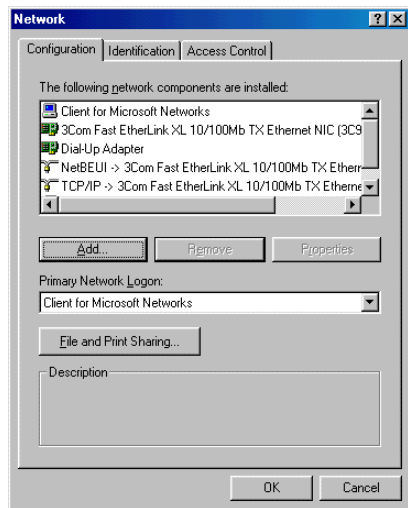 Network
Configuration Identification Access Control
The following network components are installed:
Client for Microsoft Networks
3Com Fast EtherLink XL 10/100Mb TX Ethernet NIC (3C9
Dial-Up Adapter
NetBEUI -> 3Com Fast EtherLink XL 10/100Mb TX Ethern
TCP/IP -> 3Com Fast EtherLink XL 10/100Mb TX Etherne
Add... Remove Properties
Primary Network Logon:
Client for Microsoft Networks
File and Print Sharing...
Description
OK Cancel